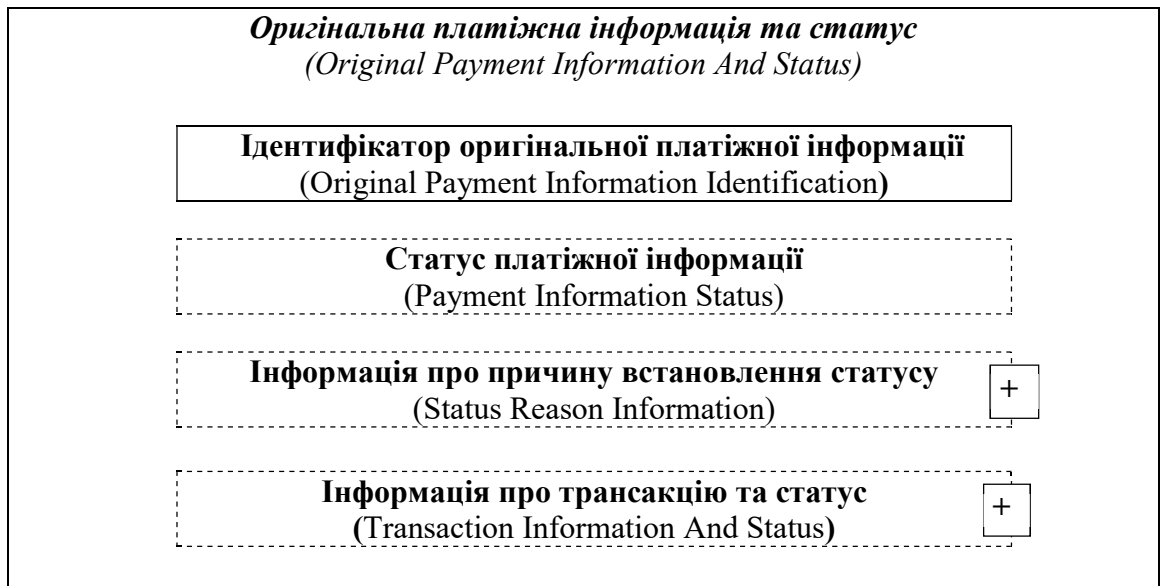 Оригінальна платіжна інформація та статус
(Original Payment Information And Status)
Ідентифікатор оригінальної платіжної інформації
(Original Payment Information Identification)
Статус платіжної інформації
(Payment Information Status)
Інформація про причину встановлення статусу
(Status Reason Information)
+
Інформація про трансакцію та статус
(Transaction Information And Status)
+